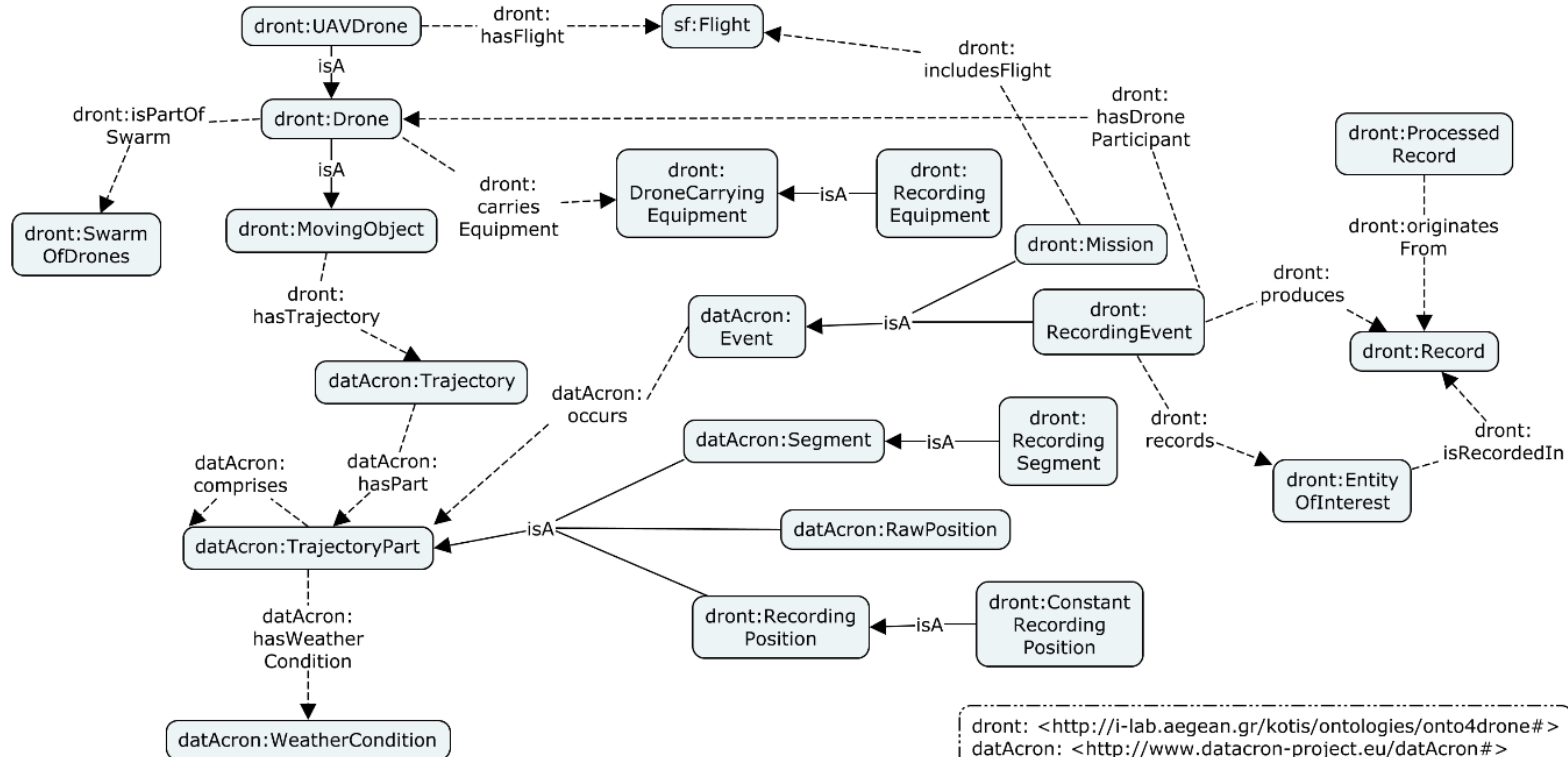 dront:UAVDrone
dront:
hasFlight
sf:Flight
isA
dront:
includesFlight
dront:isPartOf
Swarm
dront:Drone
dront:
hasDrone
Participant
dront:Processed
Record
isA
dront:
carries
Equipment
dront:
DroneCarrying
Equipment
isA
dront:
Recording
Equipment
dront:Swarm
OfDrones
dront:MovingObject
dront:Mission
dront:originates
From
dront:
hasTrajectory
datAcron:
Event
isA
dront:
RecordingEvent
dront:
produces
dront:Record
datAcron:Trajectory
datAcron:
occurs
datAcron:Segment
isA
dront:
Recording
Segment
dront:
records
dront:
isRecordedIn
datAcron:
comprises
datAcron:
hasPart
dront:Entity
OfInterest
datAcron:TrajectoryPart
isA
datAcron:RawPosition
datAcron:
hasWeather
Condition
dront:Recording
Position
isA
dront:Constant
Recording
Position
datAcron:WeatherCondition
dront: <http://i-lab.aegean.gr/kotis/ontologies/onto4drone#>
datAcron: <http://www.datacron-project.eu/datAcron#>